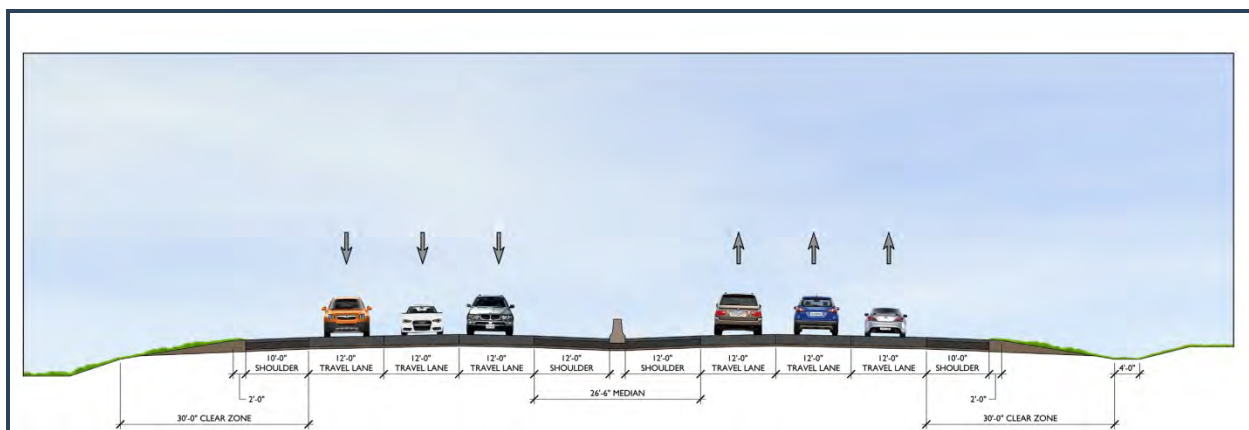 10'-0" 12'-0" 12'-0" 12'-0" 12'-0" 12'-0" 12'-0" 12'-0" 12'-0" 10'-0"
SHOULDER TRAVEL LANE TRAVEL LANE TRAVEL LANE SHOULDER SHOULDER TRAVEL LANE TRAVEL LANE TRAVEL LANE SHOULDER 4'-0"
2'-0" 26'-6" MEDIAN 2'-0"
30'-0" CLEAR ZONE 30'-0" CLEAR ZONE